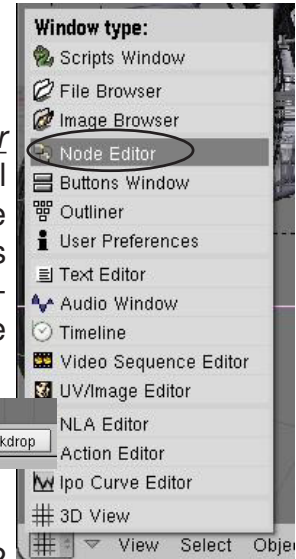 Window type:
Scripts Window
File Browser
Image Browser
Node Editor
Buttons Window
Outliner
User Preferences
Text Editor
Audio Window
Timeline
Video Sequence Editor
UV/Image Editor
NLA Editor
Action Editor
Ipo Curve Editor
3D View
View Select